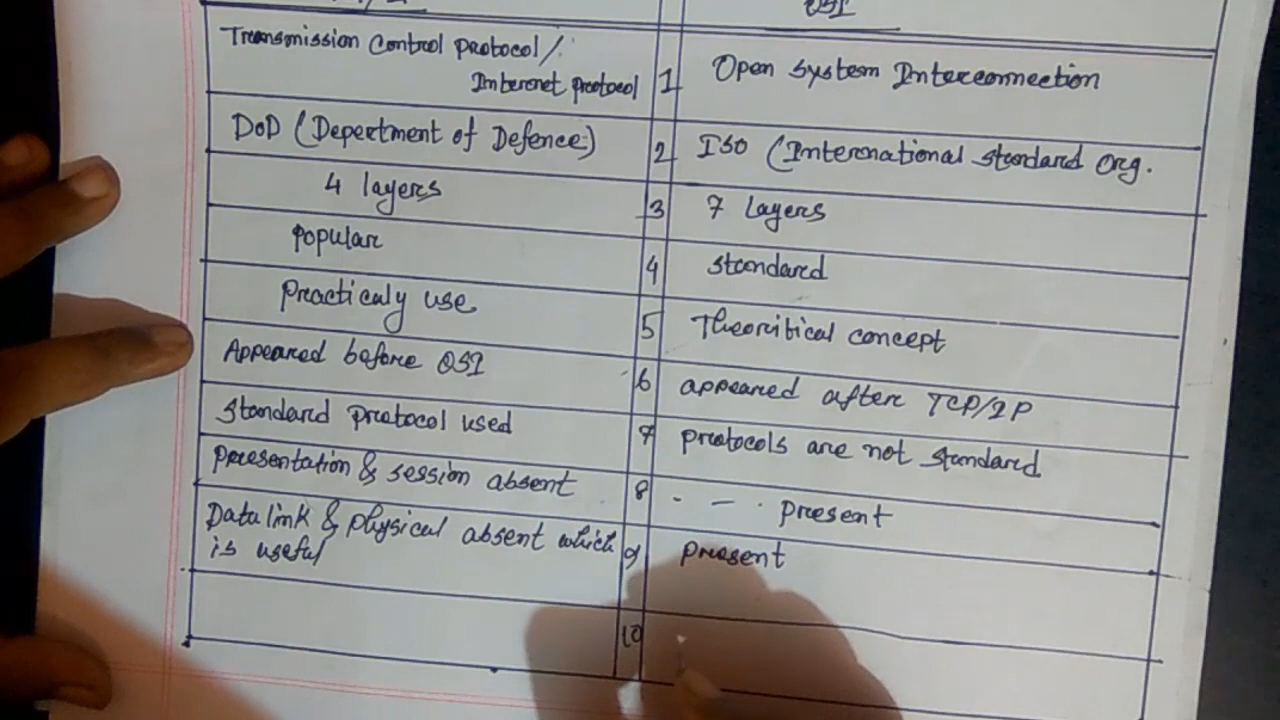 OSI
Transmission Control Protocol /
Internet protocol 1 Open System Interconnection
DOD (Department of Defence) 2 ISO (International standard Org.
4 layers 3 7 Layers
popular 4 standard
practicaly use 5 Theoritical concept
Appeared before OSI 6 appeared after TCP/IP
standard protocol used 7 protocols are not standard
presentation & session absent 8 - - present
Data link & physical absent which
is useful 9 present
10